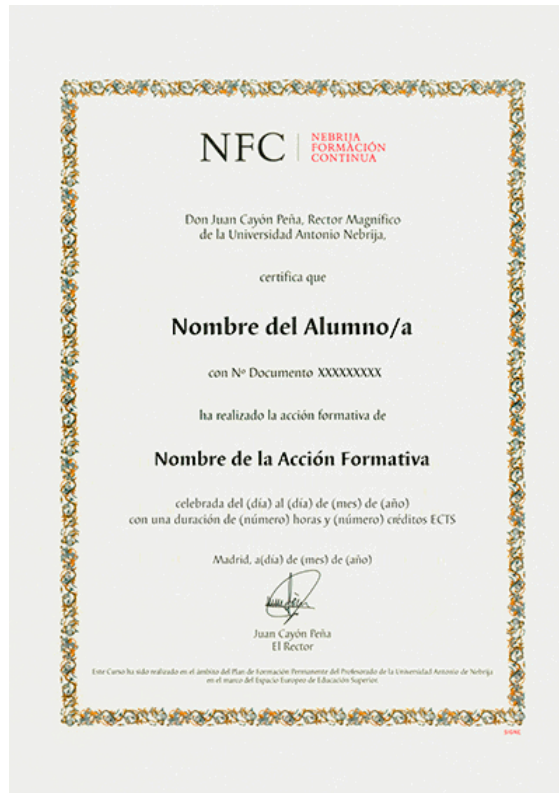 NFC
NEBRIJA
FORMACIÓN
CONTINUA
Don Juan Cayón Peña, Rector Magnífico
de la Universidad Antonio Nebrija,
certifica que
Nombre del Alumno/a
con Nº Documento XXXXXXXXX
ha realizado la acción formativa de
Nombre de la Acción Formativa
celebrada del (día) al (día) de (mes) de (año)
con una duración de (número) horas y (número) créditos ECTS
Madrid, a(día) de (mes) de (año)
Juan Cayón Peña
El Rector
Este Curso ha sido realizado en el ámbito del Plan de Formación Permanente del Profesorado de la Universidad Antonio de Nebrija
en el marco del Espacio Europeo de Educación Superior.
SIGNE